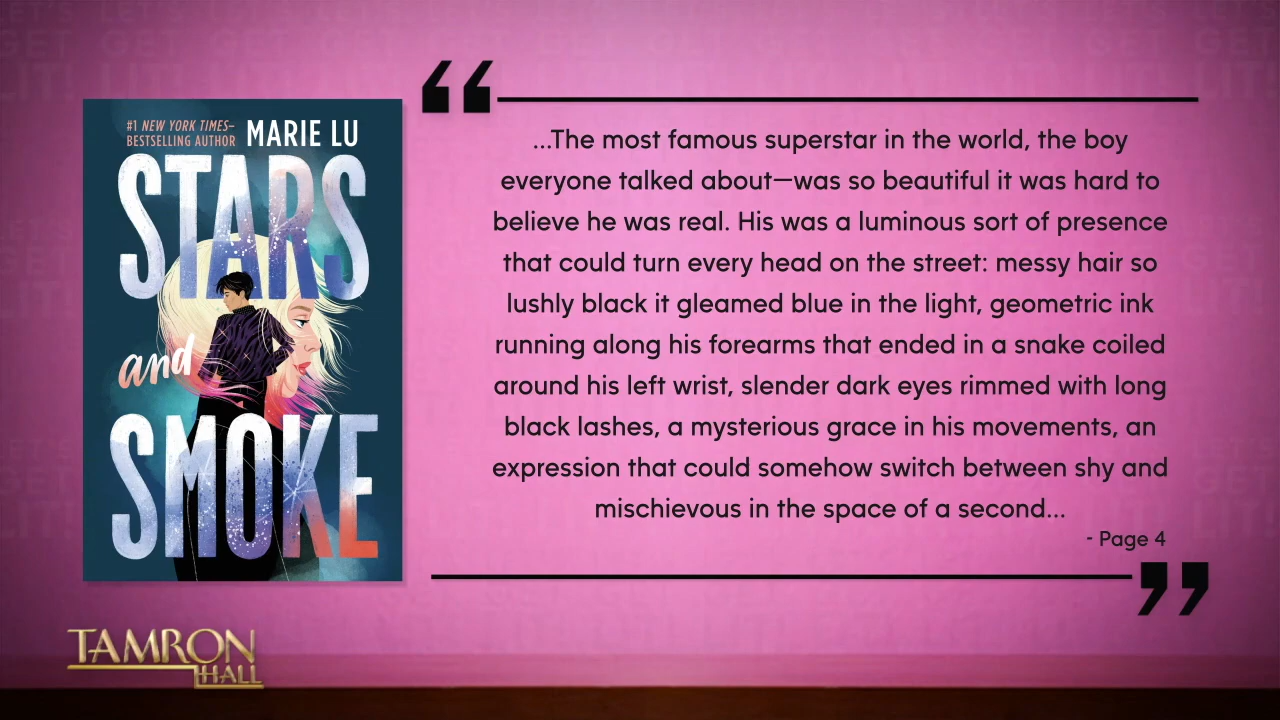 #1 NEW YORK TIMES–
BESTSELLING AUTHOR
MARIE LU
STARS
and
SMOKE
“
...The most famous superstar in the world, the boy
everyone talked about—was so beautiful it was hard to
believe he was real. His was a luminous sort of presence
that could turn every head on the street: messy hair so
lushly black it gleamed blue in the light, geometric ink
running along his forearms that ended in a snake coiled
around his left wrist, slender dark eyes rimmed with long
black lashes, a mysterious grace in his movements, an
expression that could somehow switch between shy and
mischievous in the space of a second...
- Page 4
”
TAMRON
HALL